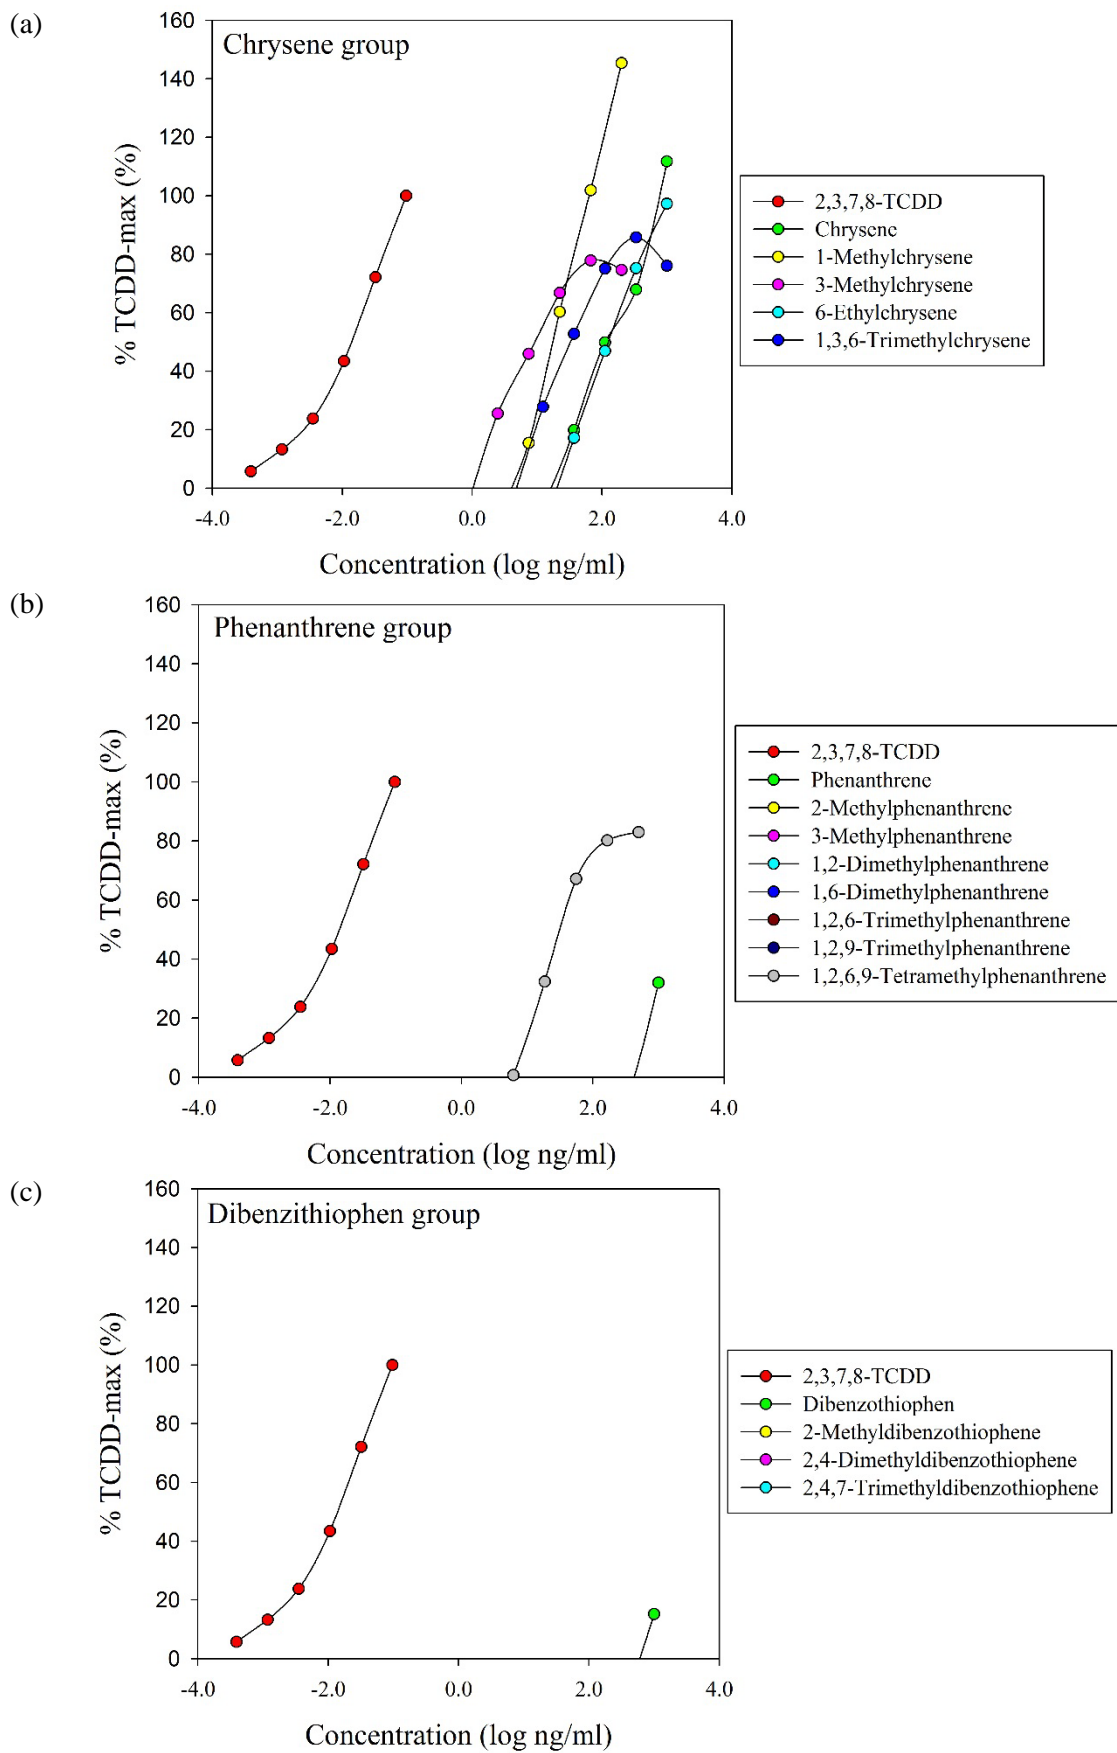 (a)
160
140
120
100
80
60
40
20
0
% TCDD-max (%)
Chrysene group
-4.0 -2.0 0.0 2.0 4.0
Concentration (log ng/ml)
2,3,7,8-TCDD
Chrysene
1-Methylchrysene
3-Methylchrysene
6-Ethylchrysene
1,3,6-Trimethylchrysene
(b)
160
140
120
100
80
60
40
20
0
% TCDD-max (%)
Phenanthrene group
-4.0 -2.0 0.0 2.0 4.0
Concentration (log ng/ml)
2,3,7,8-TCDD
Phenanthrene
2-Methylphenanthrene
3-Methylphenanthrene
1,2-Dimethylphenanthrene
1,6-Dimethylphenanthrene
1,2,6-Trimethylphenanthrene
1,2,9-Trimethylphenanthrene
1,2,6,9-Tetramethylphenanthrene
(c)
160
140
120
100
80
60
40
20
0
% TCDD-max (%)
Dibenzithiophen group
-4.0 -2.0 0.0 2.0 4.0
Concentration (log ng/ml)
2,3,7,8-TCDD
Dibenzothiophen
2-Methyldibenzothiophene
2,4-Dimethyldibenzothiophene
2,4,7-Trimethyldibenzothiophene